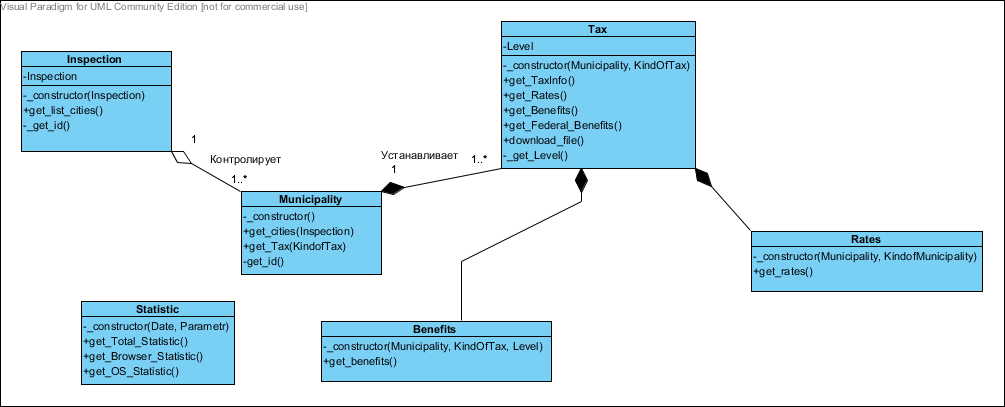 Visual Paradigm for UML Community Edition [not for commercial use]
Tax
-Level
-_constructor(Municipality, KindOfTax)
+get_TaxInfo()
+get_Rates()
+get_Benefits()
+get_Federal_Benefits()
+download_file()
-_get_Level()
Inspection
-Inspection
-_constructor(Inspection)
+get_list_cities()
-_get_id()
1
Контролирует
1..*
Устанавливает
1
1..*
Municipality
-_constructor()
+get_cities(Inspection)
+get_Tax(KindofTax)
-get_id()
Rates
-_constructor(Municipality, KindofMunicipality)
+get_rates()
Statistic
-_constructor(Date, Parametr)
+get_Total_Statistic()
+get_Browser_Statistic()
+get_OS_Statistic()
Benefits
-_constructor(Municipality, KindOfTax, Level)
+get_benefits()